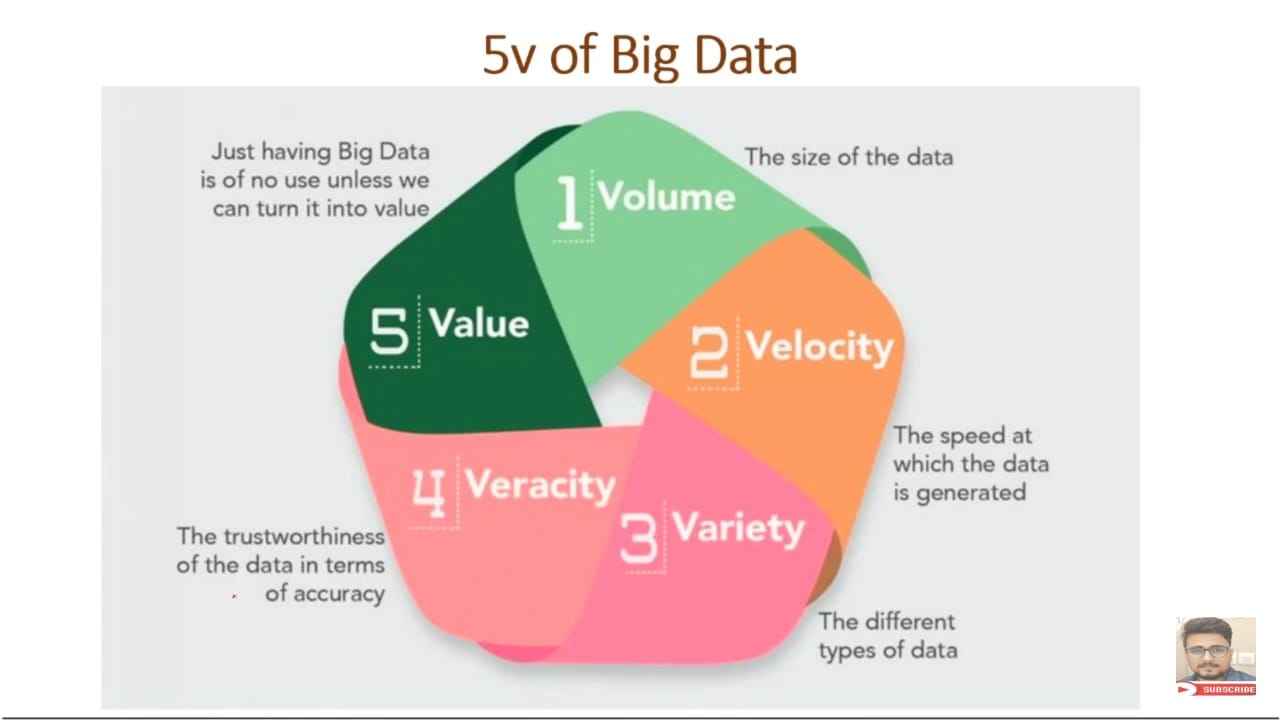 5v of Big Data
Just having Big Data
is of no use unless we
can turn it into value
1 Volume
The size of the data
5 Value
2 Velocity
The speed at
which the data
is generated
4 Veracity
3 Variety
The trustworthiness
of the data in terms
of accuracy
The different
types of data
SUBSCRIBE